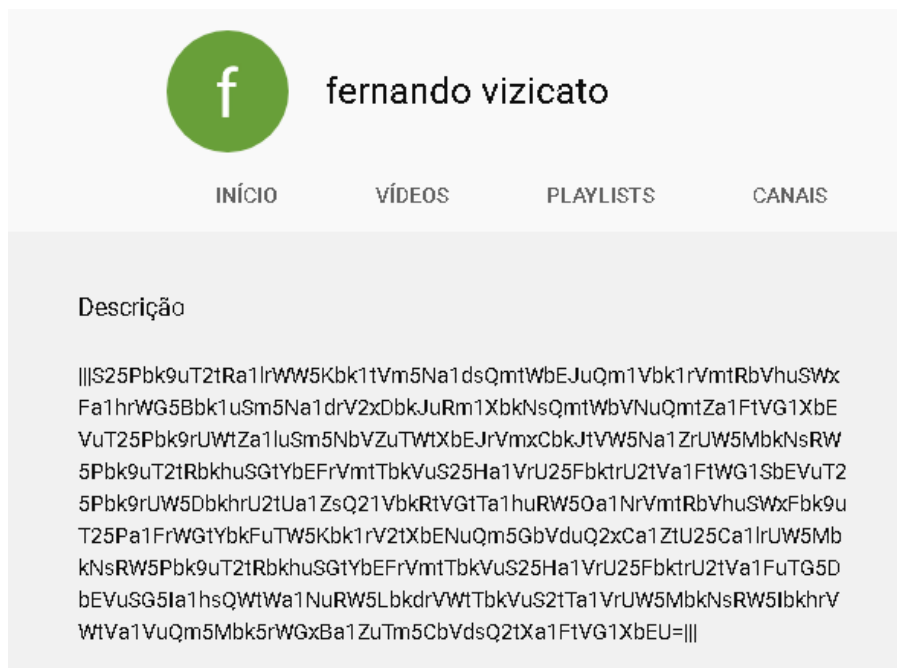 f
fernando vizicato
INÍCIO VÍDEOS PLAYLISTS CANAIS
Descrição
|||S25Pbk9uT2tRa1lrWW5Kbk1tVm5Na1dsQmtWbEJuQm1Vbk1rVmtRbVhuSWx
Fa1hrWG5Bbk1uSm5Na1drV2xDbkJuRm1XbkNsQmtWbVNuQmtZa1FtVG1XbE
VuT25Pbk9rUWtZa1luSm5NbVZuTWtXbEJrVmxCbkJtVW5Na1ZrUW5MbkNsRW
5Pbk9uT2tRbkhuSGtYbEFrVmtTbkVuS25Ha1VrU25FbktrU2tVa1FtWG1SbEVuT2
5Pbk9rUW5DbkhrU2tUa1ZsQ21VbkRtVGtTa1huRW5Oa1NrVmtRbVhuSWxFbk9u
T25Pa1FrWGtYbkFuTW5Kbk1rV2tXbENuQm5GbVduQ2xCa1ZtU25Ca1lrUW5Mb
kNsRW5Pbk9uT2tRbkhuSGtYbEFrVmtTbkVuS25Ha1VrU25FbktrU2tVa1FuTG5D
bEVuSG5Ia1hsQWtWa1NuRW5LbkdrVWtTbkVuS2tTa1VrUW5MbkNsRW5IbkhrV
WtVa1VuQm5Mbk5rWGxBa1ZuTm5CbVdsQ2tXa1FtVG1XbEU=|||